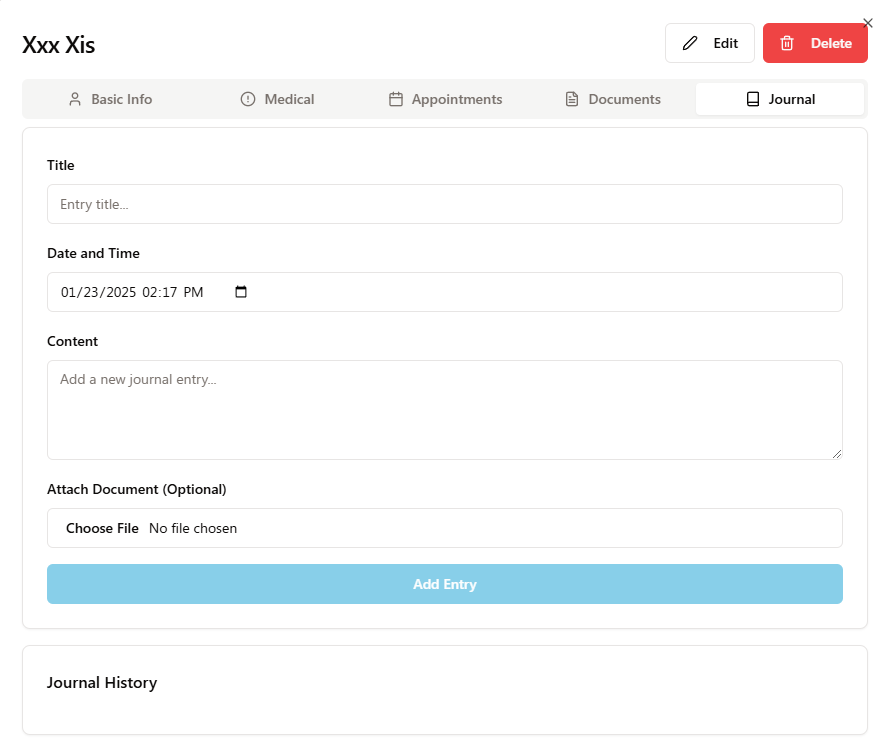 Xxx Xis
Edit
Delete
Basic Info
Medical
Appointments
Documents
Journal
Title
Entry title...
Date and Time
01/23/2025 02:17 PM
Content
Add a new journal entry...
Attach Document (Optional)
Choose File No file chosen
Add Entry
Journal History